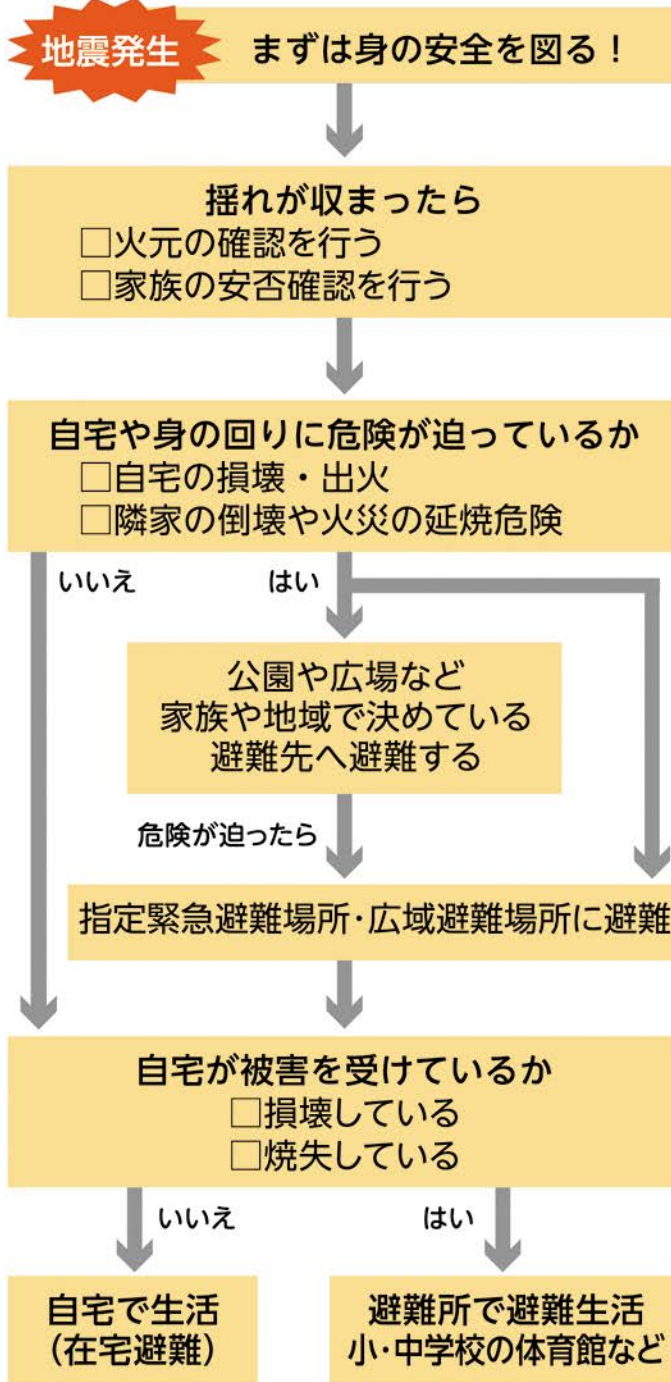 地震発生 まずは身の安全を図る！
揺れが収まったら
□火元の確認を行う
□家族の安否確認を行う
自宅や身の回りに危険が迫っているか
□自宅の損壊・出火
□隣家の倒壊や火災の延焼危険
いいえ はい
公園や広場など
家族や地域で決めている
避難先へ避難する
危険が迫ったら
指定緊急避難場所・広域避難場所に避難
自宅が被害を受けているか
□損壊している
□焼失している
いいえ はい
自宅で生活
(在宅避難)
避難所で避難生活
小・中学校の体育館など